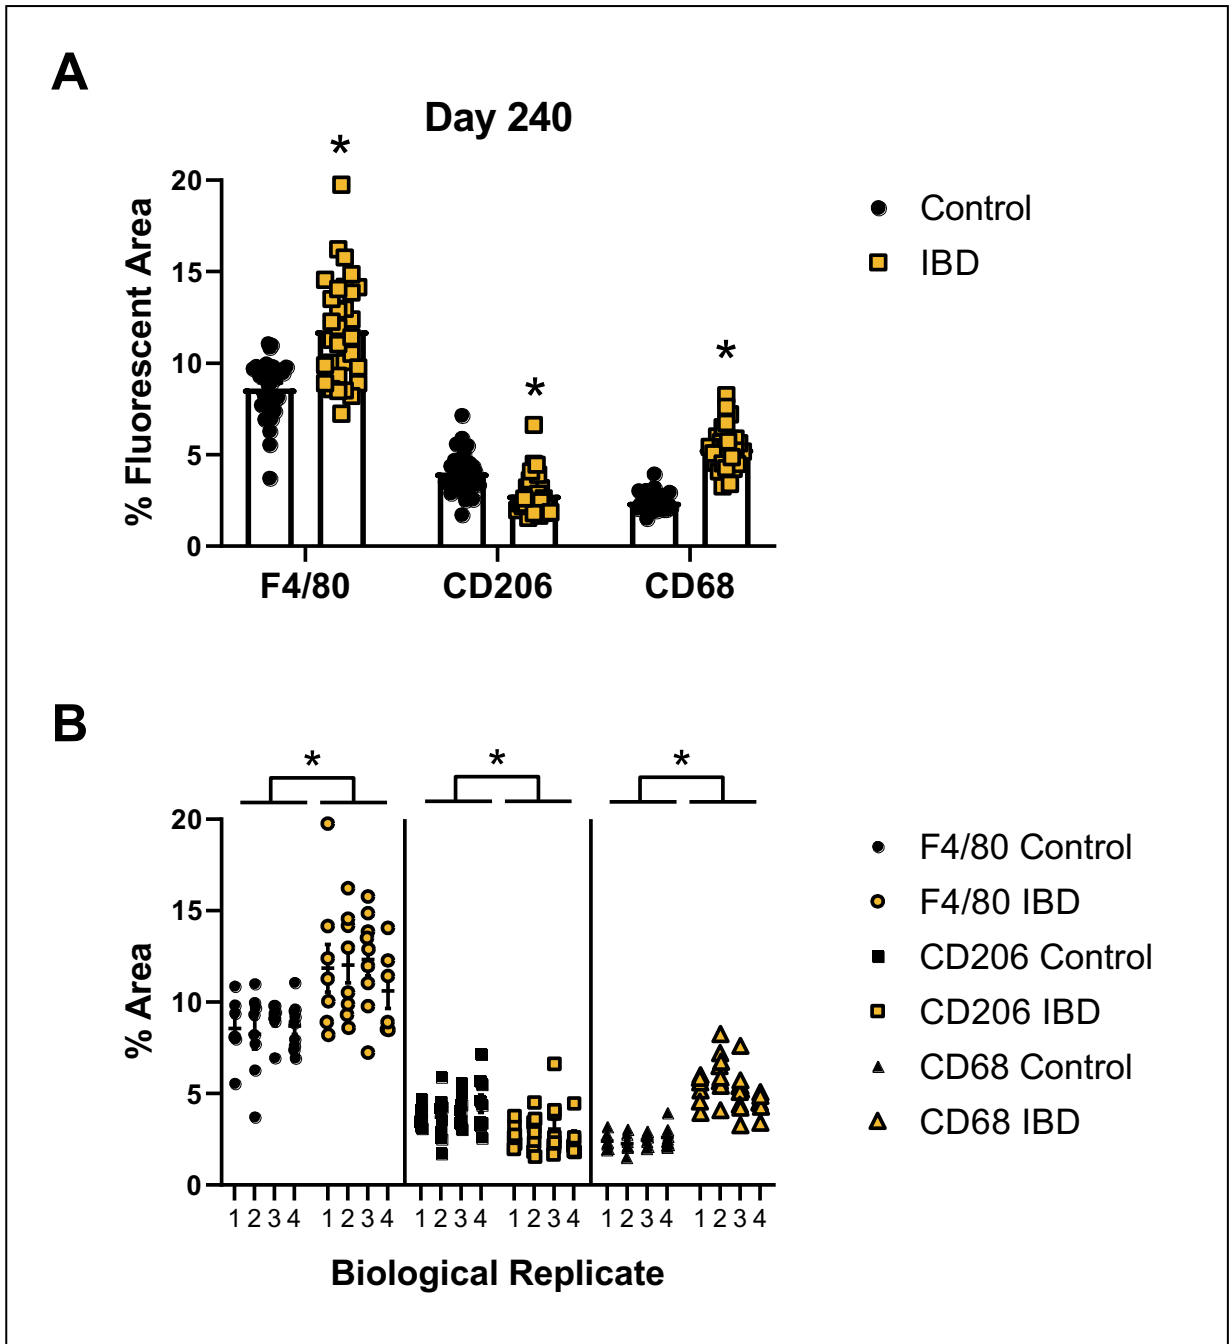 A
Day 240
*
20
15
10
5
0
% Fluorescent Area
*
*
F4/80 CD206 CD68
Control
IBD
B
* * *
20
15
10
5
0
% Area
1 2 3 4 1 2 3 4 1 2 3 4 1 2 3 4 1 2 3 4 1 2 3 4
Biological Replicate
F4/80 Control
F4/80 IBD
CD206 Control
CD206 IBD
CD68 Control
CD68 IBD